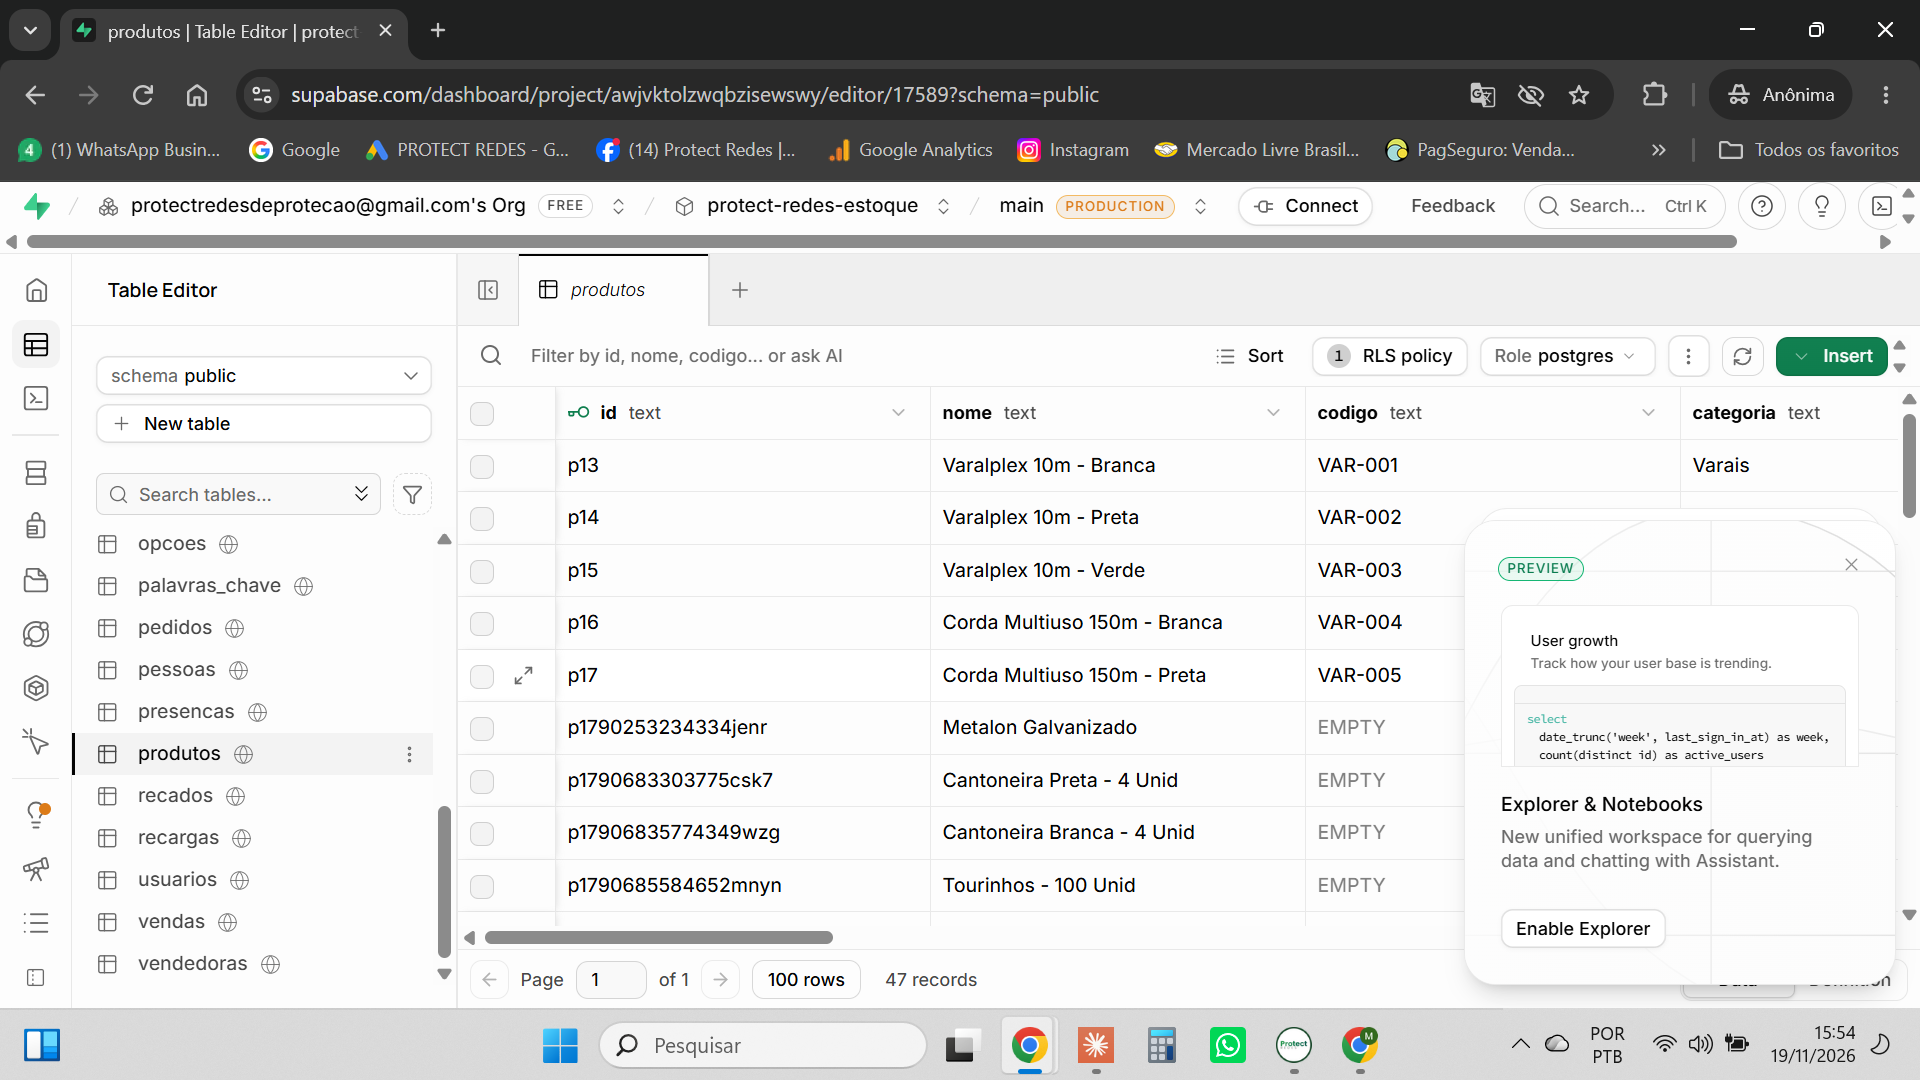 produtos | Table Editor | protect-
supabase.com/dashboard/project/awjvktolzwqbzisewswy/editor/17589?schema=public
Anônima
4 (1) WhatsApp Busin...
Google
PROTECT REDES - G...
(14) Protect Redes |...
Google Analytics
Instagram
Mercado Livre Brasil...
PagSeguro: Venda...
Todos os favoritos
protectredesdeprotecao@gmail.com's Org FREE
protect-redes-estoque
main PRODUCTION
Connect
Feedback
Search... Ctrl K
Table Editor
produtos
schema public
New table
Search tables...
opcoes
palavras_chave
pedidos
pessoas
presencas
produtos
recados
recargas
usuarios
vendas
vendedoras
Filter by id, nome, codigo... or ask AI
Sort
1 RLS policy
Role postgres
Insert
id text nome text codigo text categoria text
p13 Varalplex 10m - Branca VAR-001 Varais
p14 Varalplex 10m - Preta VAR-002
p15 Varalplex 10m - Verde VAR-003
p16 Corda Multiuso 150m - Branca VAR-004
p17 Corda Multiuso 150m - Preta VAR-005
p1790253234334jenr Metalon Galvanizado EMPTY
p1790683303775csk7 Cantoneira Preta - 4 Unid EMPTY
p17906835774349wzg Cantoneira Branca - 4 Unid EMPTY
p1790685584652mnyn Tourinhos - 100 Unid EMPTY
Page 1 of 1
100 rows
47 records
PREVIEW
User growth
Track how your user base is trending.
select
date_trunc('week', last_sign_in_at) as week,
count(distinct id) as active_users
Explorer & Notebooks
New unified workspace for querying
data and chatting with Assistant.
Enable Explorer
Data
Definition
Pesquisar
Protect
M
POR
PTB
15:54
19/11/2026